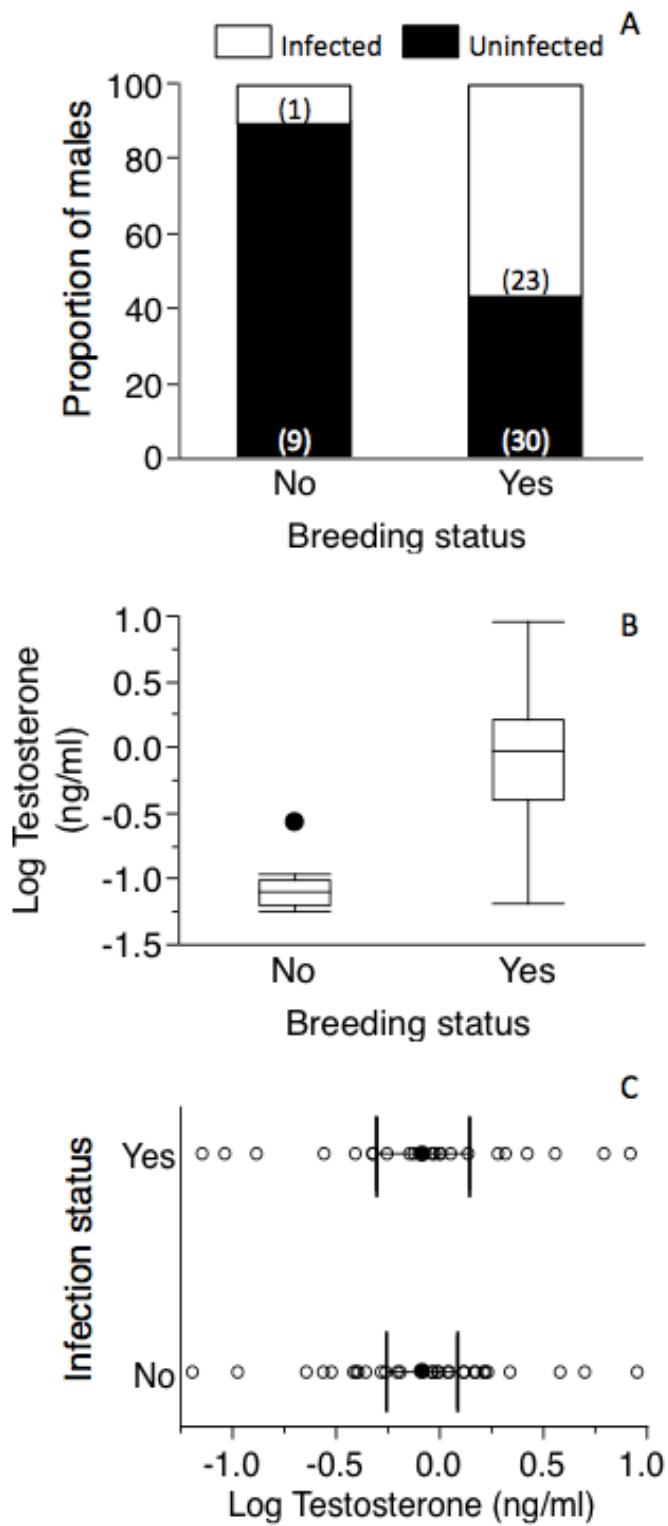 Infected Uninfected A
Proportion of males
100
80
60
40
20
0
(1)
(23)
(9) (30)
No Yes
Breeding status
B
Log Testosterone
(ng/ml)
1.0
0.5
0.0
-0.5
-1.0
-1.5
No Yes
Breeding status
C
Infection status
Yes
No
-1.0 -0.5 0.0 0.5 1.0
Log Testosterone (ng/ml)